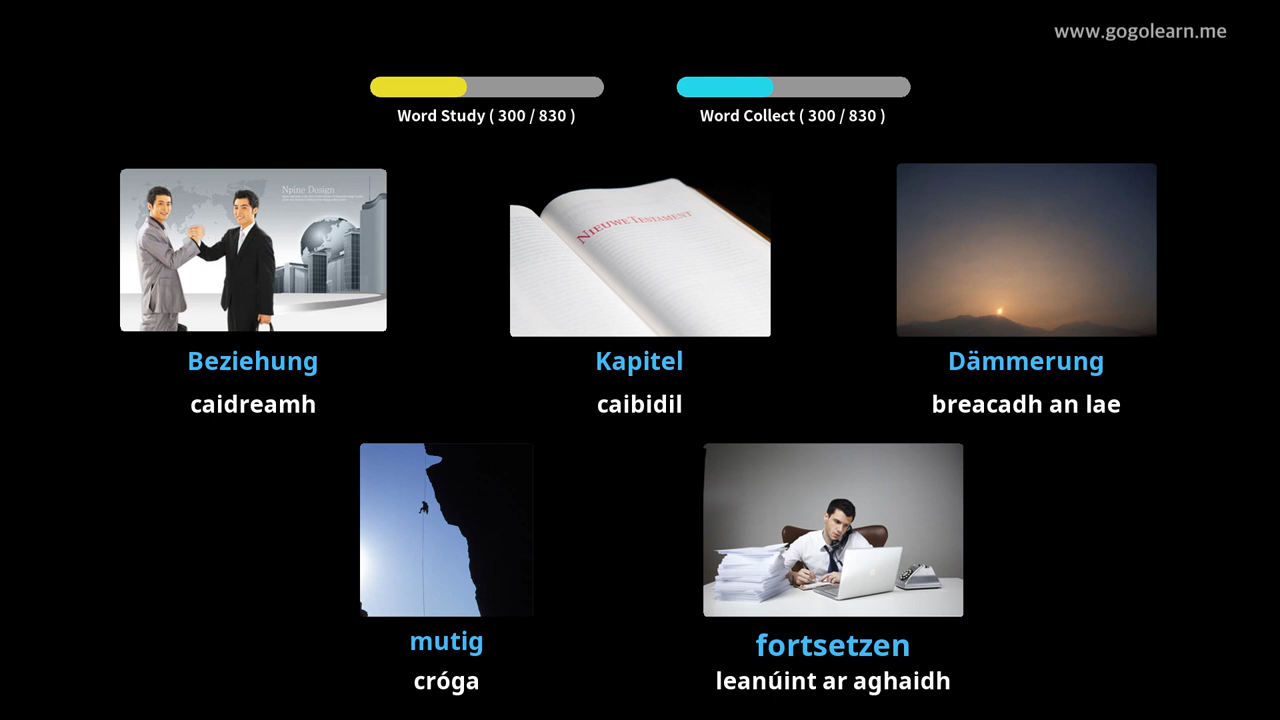 www.gogolearn.me
Word Study ( 300 / 830 )
Word Collect ( 300 / 830 )
Npine Design
NIEUWE TESTAMENT
Beziehung
Kapitel
Dämmerung
caidreamh
caibidil
breacadh an lae
mutig
fortsetzen
cróga
leanúint ar aghaidh